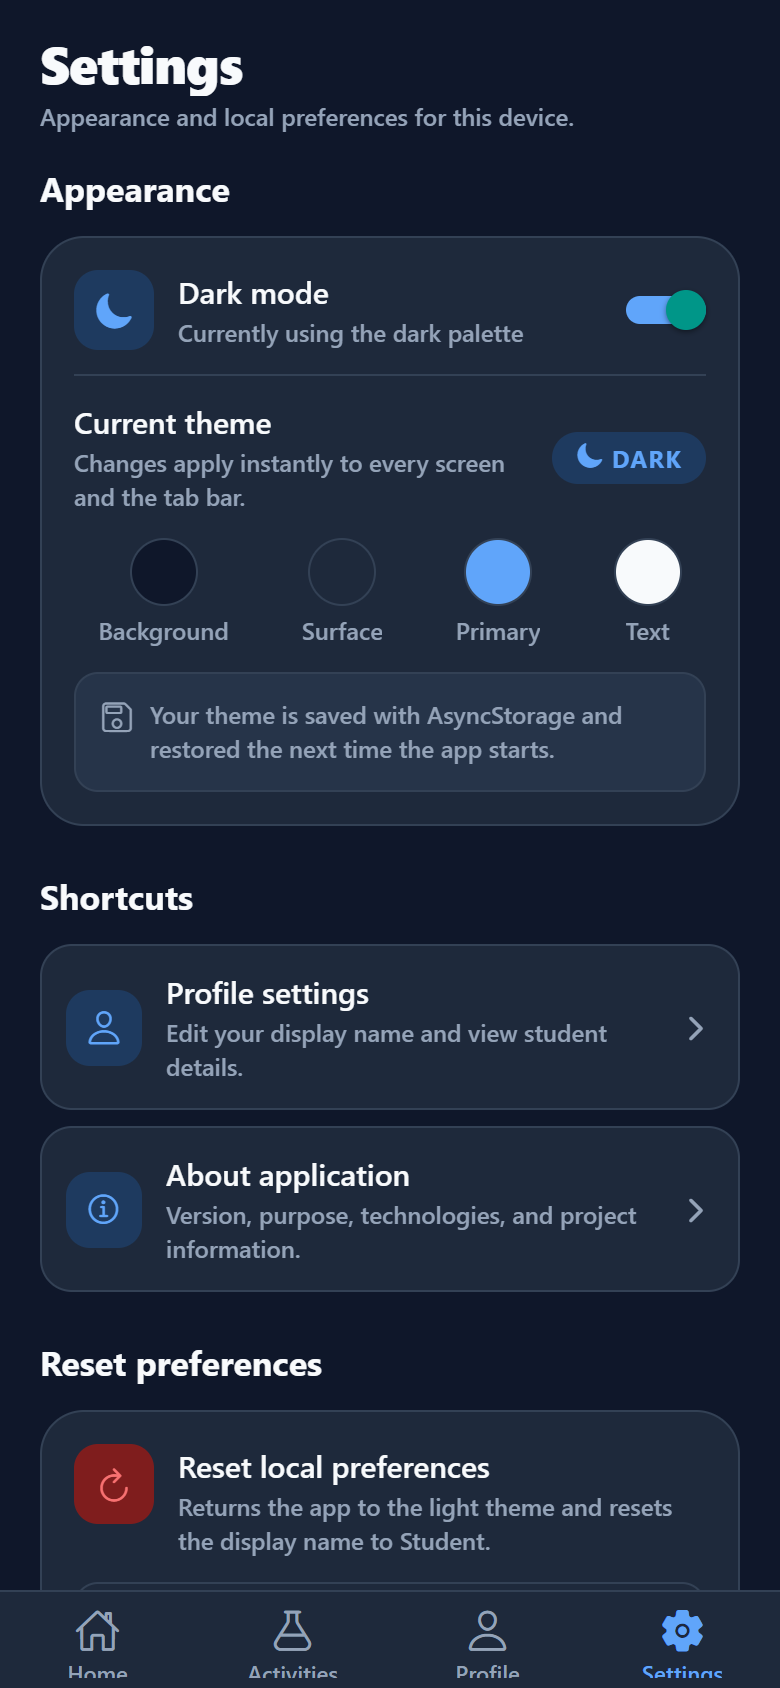 Settings
Appearance and local preferences for this device.
Appearance
Dark mode
Currently using the dark palette
Current theme
Changes apply instantly to every screen
and the tab bar.
DARK
Background
Surface
Primary
Text
Your theme is saved with AsyncStorage and
restored the next time the app starts.
Shortcuts
Profile settings
Edit your display name and view student
details.
About application
Version, purpose, technologies, and project
information.
Reset preferences
Reset local preferences
Returns the app to the light theme and resets
the display name to Student.
Home
Activities
Profile
Settings